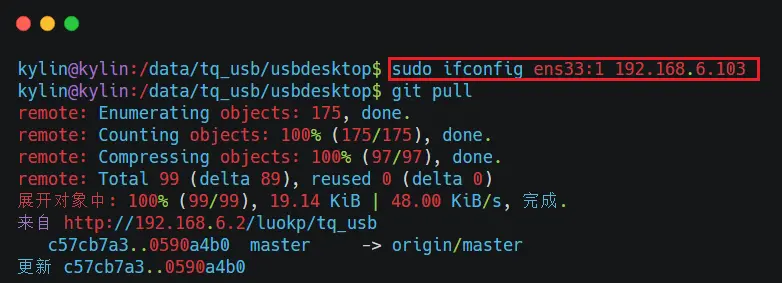 kylin@kylin:/data/tq_usb/usbdesktop$ sudo ifconfig ens33:1 192.168.6.103
kylin@kylin:/data/tq_usb/usbdesktop$ git pull
remote: Enumerating objects: 175, done.
remote: Counting objects: 100% (175/175), done.
remote: Compressing objects: 100% (97/97), done.
remote: Total 99 (delta 89), reused 0 (delta 0)
展开对象中: 100% (99/99), 19.14 KiB | 48.00 KiB/s, 完成.
来自 http://192.168.6.2/luokp/tq_usb
   c57cb7a3..0590a4b0  master     -> origin/master
更新 c57cb7a3..0590a4b0